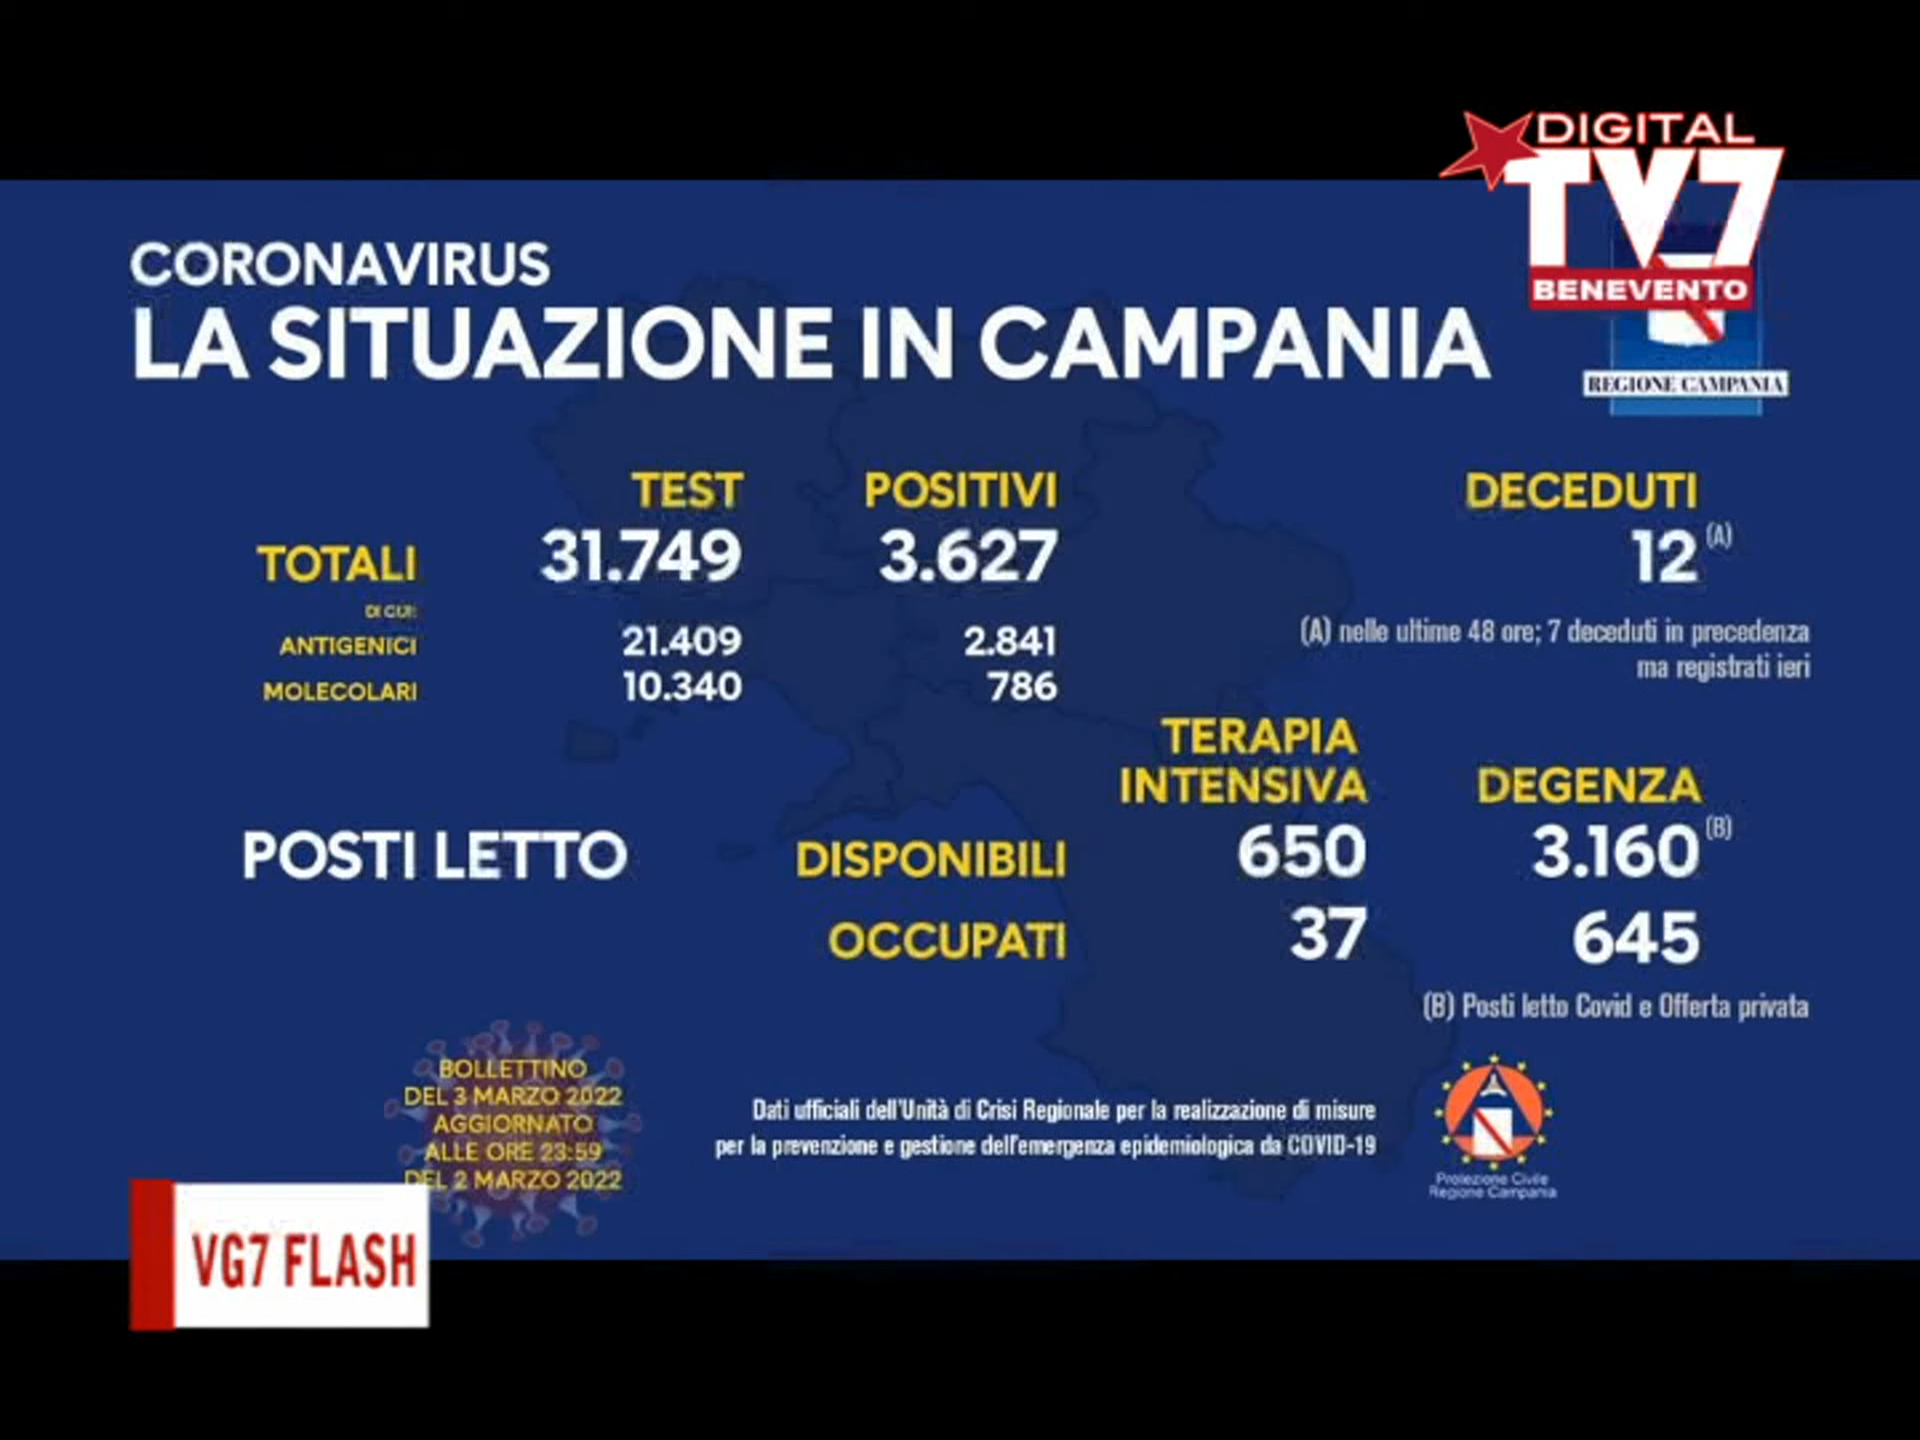 DIGITAL
TV7
BENEVENTO
CORONAVIRUS
LA SITUAZIONE IN CAMPANIA
REGIONE CAMPANIA
TEST POSITIVI DECEDUTI
TOTALI 31.749 3.627 12 (A)
DI CUI:
ANTIGENICI 21.409 2.841
MOLECOLARI 10.340 786
(A) nelle ultime 48 ore; 7 deceduti in precedenza
ma registrati ieri
TERAPIA
INTENSIVA DEGENZA
POSTI LETTO DISPONIBILI 650 3.160 (B)
OCCUPATI 37 645
(B) Posti letto Covid e Offerta privata
BOLLETTINO
DEL 3 MARZO 2022
AGGIORNATO
ALLE ORE 23:59
DEL 2 MARZO 2022
Dati ufficiali dell'Unità di Crisi Regionale per la realizzazione di misure
per la prevenzione e gestione dell'emergenza epidemiologica da COVID-19
Protezione Civile
Regione Campania
VG7 FLASH